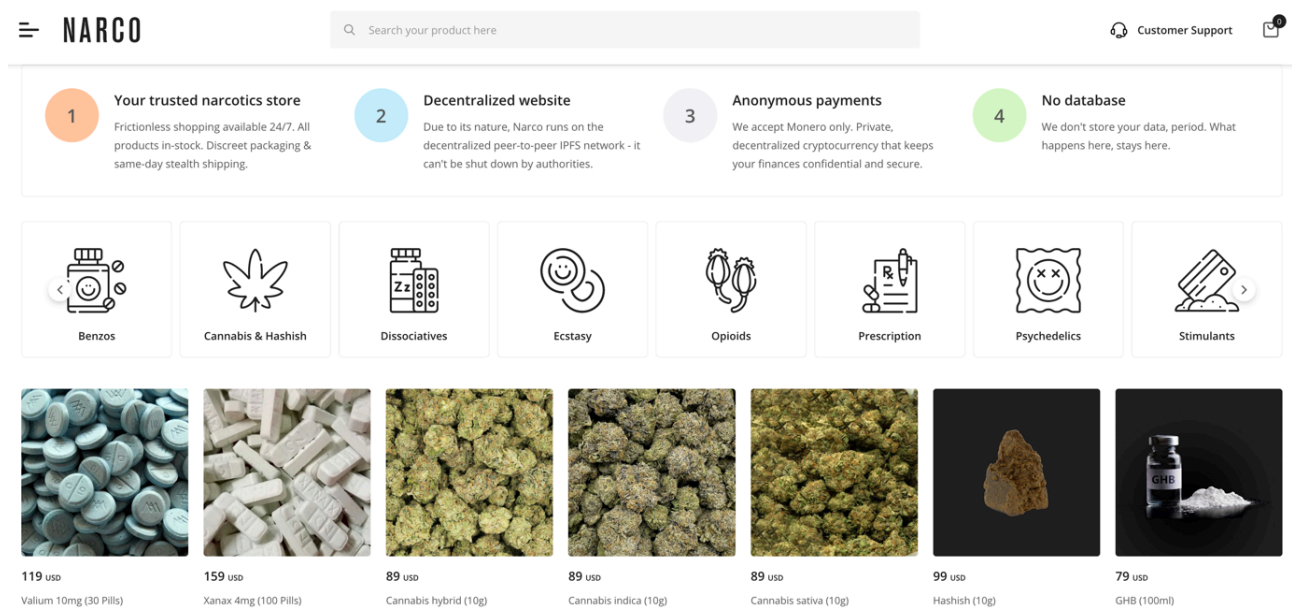 NARCO
Search your product here
Customer Support
0
1
Your trusted narcotics store
Frictionless shopping available 24/7. All
products in-stock. Discreet packaging &
same-day stealth shipping.
2
Decentralized website
Due to its nature, Narco runs on the
decentralized peer-to-peer IPFS network - it
can't be shut down by authorities.
3
Anonymous payments
We accept Monero only. Private,
decentralized cryptocurrency that keeps
your finances confidential and secure.
4
No database
We don't store your data, period. What
happens here, stays here.
Zz
Rx
Benzos
Cannabis & Hashish
Dissociatives
Ecstasy
Opioids
Prescription
Psychedelics
Stimulants
GHB
119 USD
Valium 10mg (30 Pills)
159 USD
Xanax 4mg (100 Pills)
89 USD
Cannabis hybrid (10g)
89 USD
Cannabis indica (10g)
89 USD
Cannabis sativa (10g)
99 USD
Hashish (10g)
79 USD
GHB (100ml)